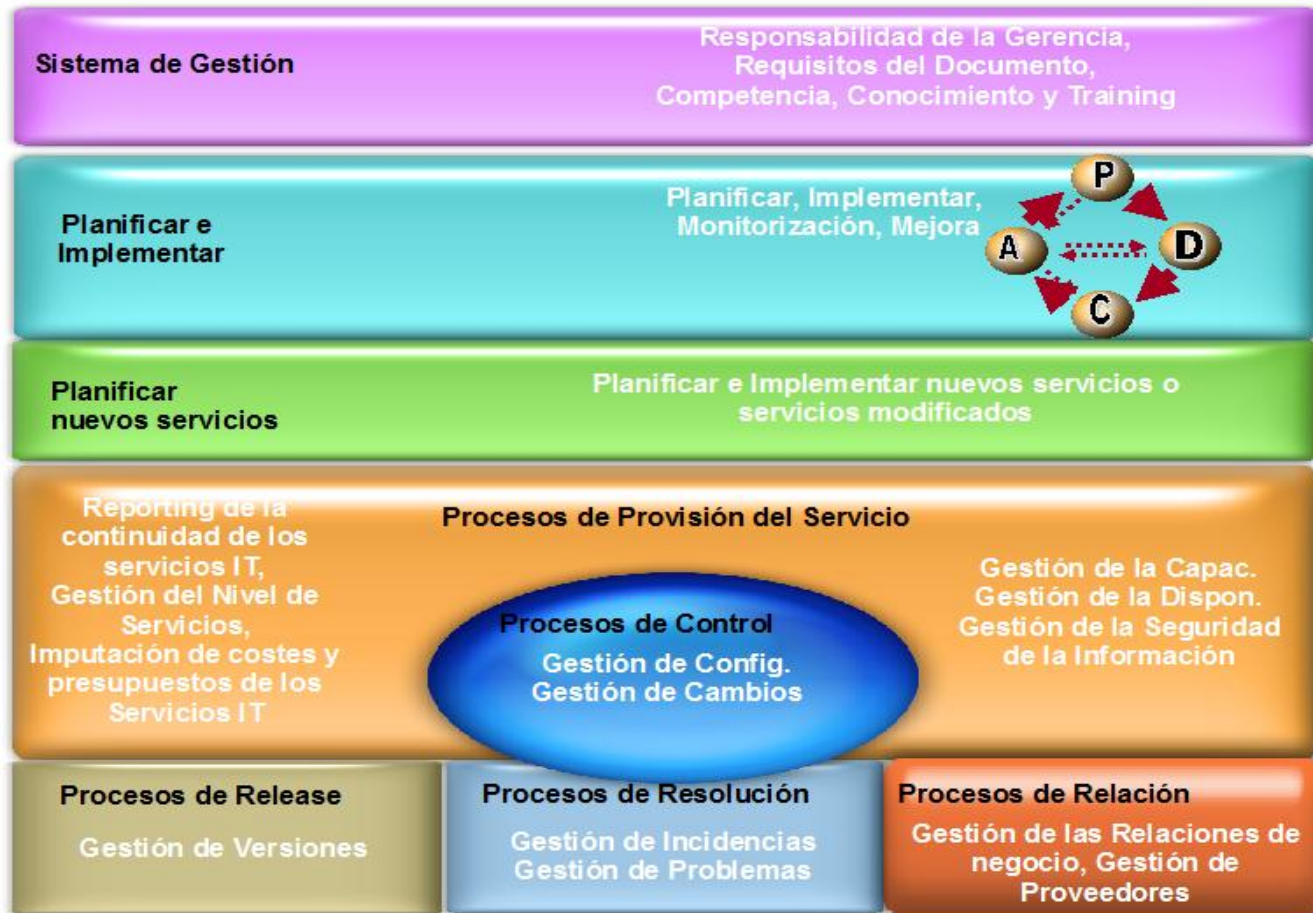 Sistema de Gestión
Responsabilidad de la Gerencia,
Requisitos del Documento,
Competencia, Conocimiento y Training
Planificar e
Implementar
Planificar, Implementar,
Monitorización, Mejora
P
A
D
C
Planificar
nuevos servicios
Planificar e Implementar nuevos servicios o
servicios modificados
Reporting de la
continuidad de los
servicios IT,
Gestión del Nivel de
Servicios,
Imputación de costes y
presupuestos de los
Servicios IT
Procesos de Provisión del Servicio
Procesos de Control
Gestión de Config.
Gestión de Cambios
Gestión de la Capac.
Gestión de la Dispon.
Gestión de la Seguridad
de la Información
Procesos de Release
Gestión de Versiones
Procesos de Resolución
Gestión de Incidencias
Gestión de Problemas
Procesos de Relación
Gestión de las Relaciones de
negocio, Gestión de
Proveedores